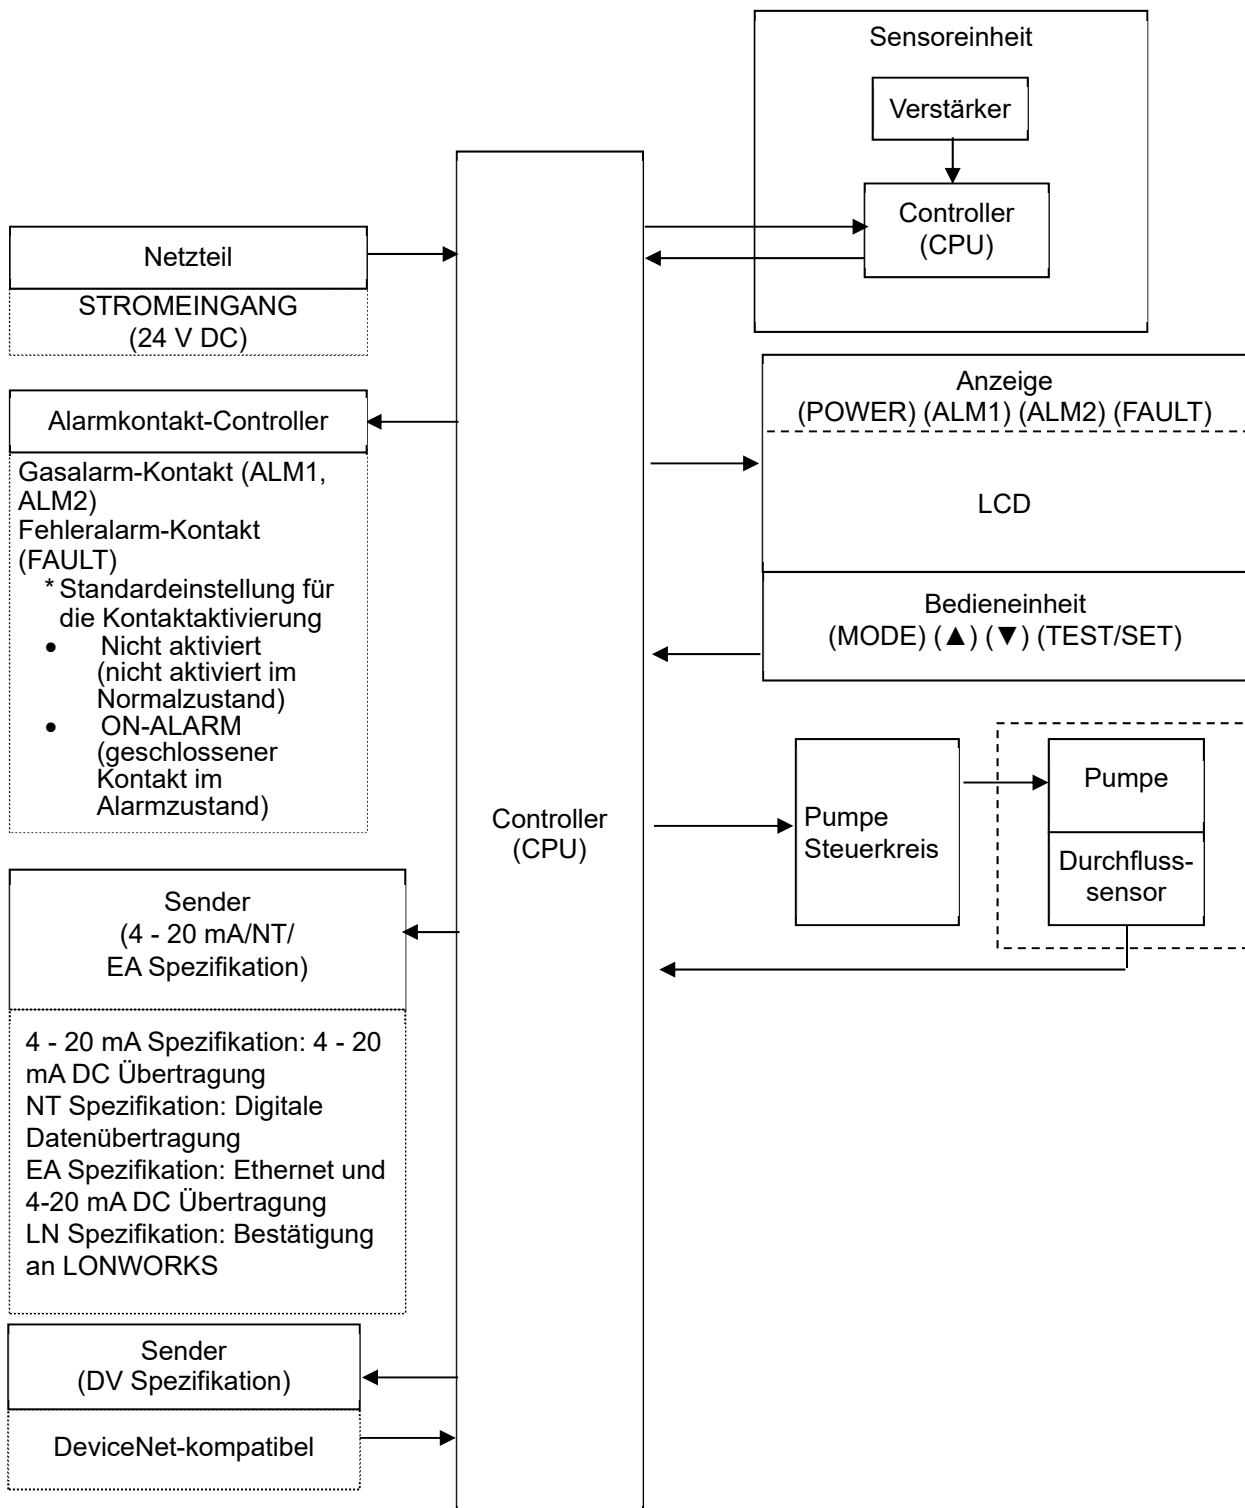 Sensoreinheit
Verstärker
Controller
(CPU)
Netzteil
STROMEINGANG
(24 V DC)
Anzeige
(POWER) (ALM1) (ALM2) (FAULT)
LCD
Bedieneinheit
(MODE) (▲) (▼) (TEST/SET)
Alarmkontakt-Controller
Gasalarm-Kontakt (ALM1,
ALM2)
Fehleralarm-Kontakt
(FAULT)
* Standardeinstellung für
die Kontaktaktivierung
• Nicht aktiviert
(nicht aktiviert im
Normalzustand)
• ON-ALARM
(geschlossener
Kontakt im
Alarmzustand)
Controller
(CPU)
Pumpe
Steuerkreis
Pumpe
Durchfluss-
sensor
Sender
(4 - 20 mA/NT/
EA Spezifikation)
4 - 20 mA Spezifikation: 4 - 20
mA DC Übertragung
NT Spezifikation: Digitale
Datenübertragung
EA Spezifikation: Ethernet und
4-20 mA DC Übertragung
LN Spezifikation: Bestätigung
an LONWORKS
Sender
(DV Spezifikation)
DeviceNet-kompatibel